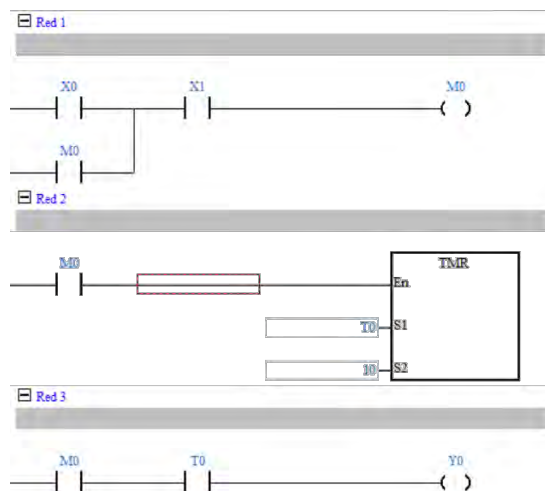 Red 1
X0 X1 M0
M0
Red 2
M0 TMR
En
T0 S1
10 S2
Red 3
M0 T0 Y0